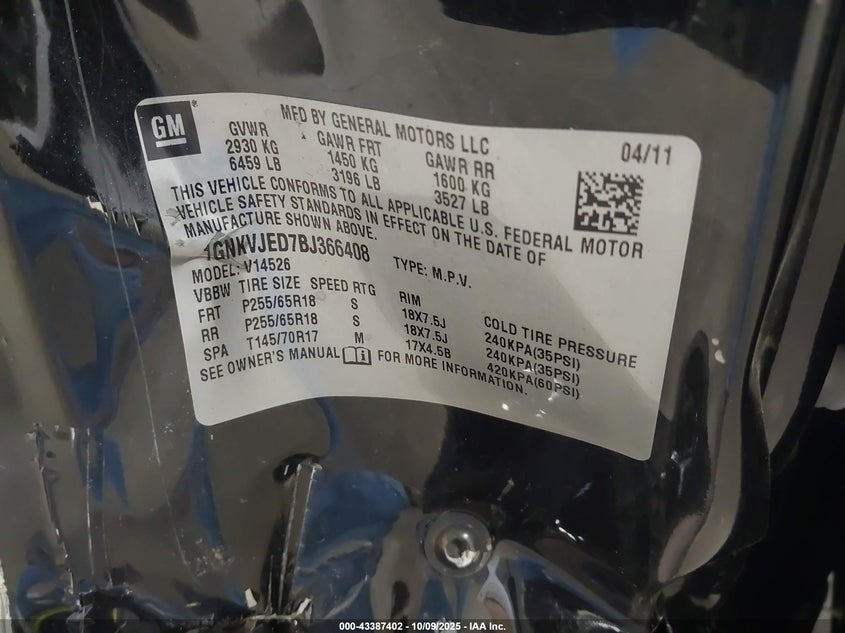 GM
MFD BY GENERAL MOTORS LLC
04/11
GVWR GAWR FRT GAWR RR
2930 KG 1450 KG 1600 KG
6459 LB 3196 LB 3527 LB
THIS VEHICLE CONFORMS TO ALL APPLICABLE U.S. FEDERAL MOTOR
VEHICLE SAFETY STANDARDS IN EFFECT ON THE DATE OF
MANUFACTURE SHOWN ABOVE.
1GNKVJED7BJ366408 TYPE: M.P.V.
MODEL: V14526
VBBW TIRE SIZE SPEED RTG RIM COLD TIRE PRESSURE
FRT P255/65R18 S 18X7.5J 240KPA(35PSI)
RR P255/65R18 S 18X7.5J 240KPA(35PSI)
SPA T145/70R17 M 17X4.5B 420KPA(60PSI)
SEE OWNER'S MANUAL FOR MORE INFORMATION.
000-43387402 - 10/09/2025 - IAA Inc.